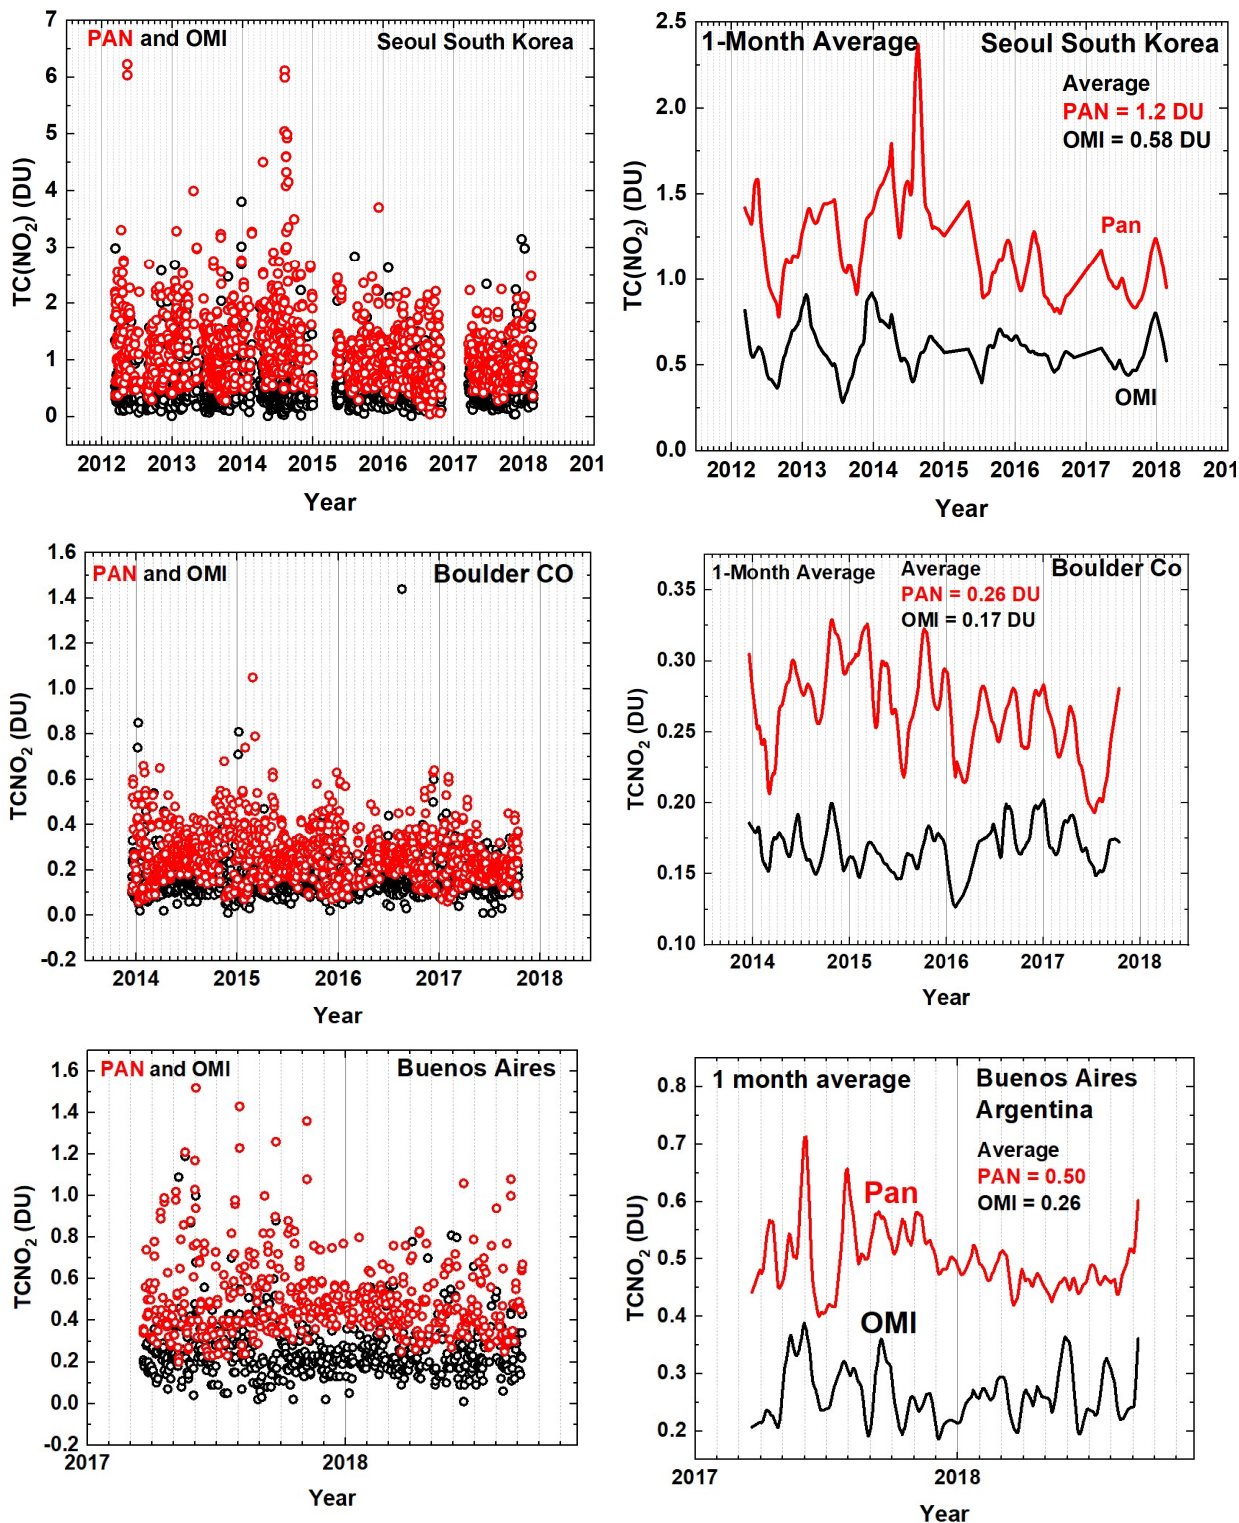 PAN and OMI
Seoul South Korea
7
6
5
4
3
2
1
0
TC(NO₂) (DU)
2012 2013 2014 2015 2016 2017 2018 201
Year
1-Month Average
Seoul South Korea
Average
PAN = 1.2 DU
OMI = 0.58 DU
Pan
OMI
2.5
2.0
1.5
1.0
0.5
0.0
TC(NO₂) (DU)
2012 2013 2014 2015 2016 2017 2018 201
Year
PAN and OMI
Boulder CO
1.6
1.4
1.2
1.0
0.8
0.6
0.4
0.2
0.0
-0.2
TCNO₂ (DU)
2014 2015 2016 2017 2018
Year
1-Month Average
Boulder Co
Average
PAN = 0.26 DU
OMI = 0.17 DU
0.35
0.30
0.25
0.20
0.15
0.10
TCNO₂ (DU)
2014 2015 2016 2017 2018
Year
PAN and OMI
Buenos Aires
1.6
1.4
1.2
1.0
0.8
0.6
0.4
0.2
0.0
-0.2
TCNO₂ (DU)
2017 2018
Year
1 month average
Buenos Aires
Argentina
Average
PAN = 0.50
OMI = 0.26
Pan
OMI
0.8
0.7
0.6
0.5
0.4
0.3
0.2
TCNO₂ (DU)
2017 2018
Year